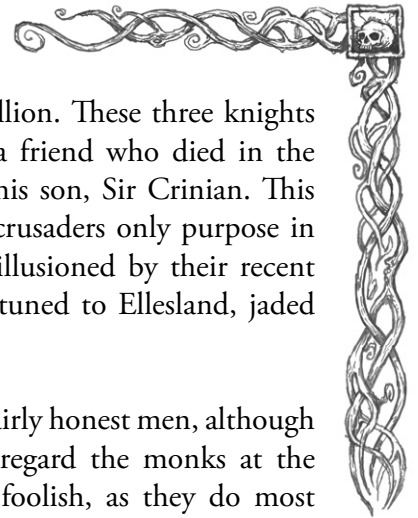 llion. These three knights
a friend who died in the
his son, Sir Crinian. This
crusaders only purpose in
illusioned by their recent
tuned to Ellesland, jaded
airly honest men, although
regard the monks at the
foolish, as they do most